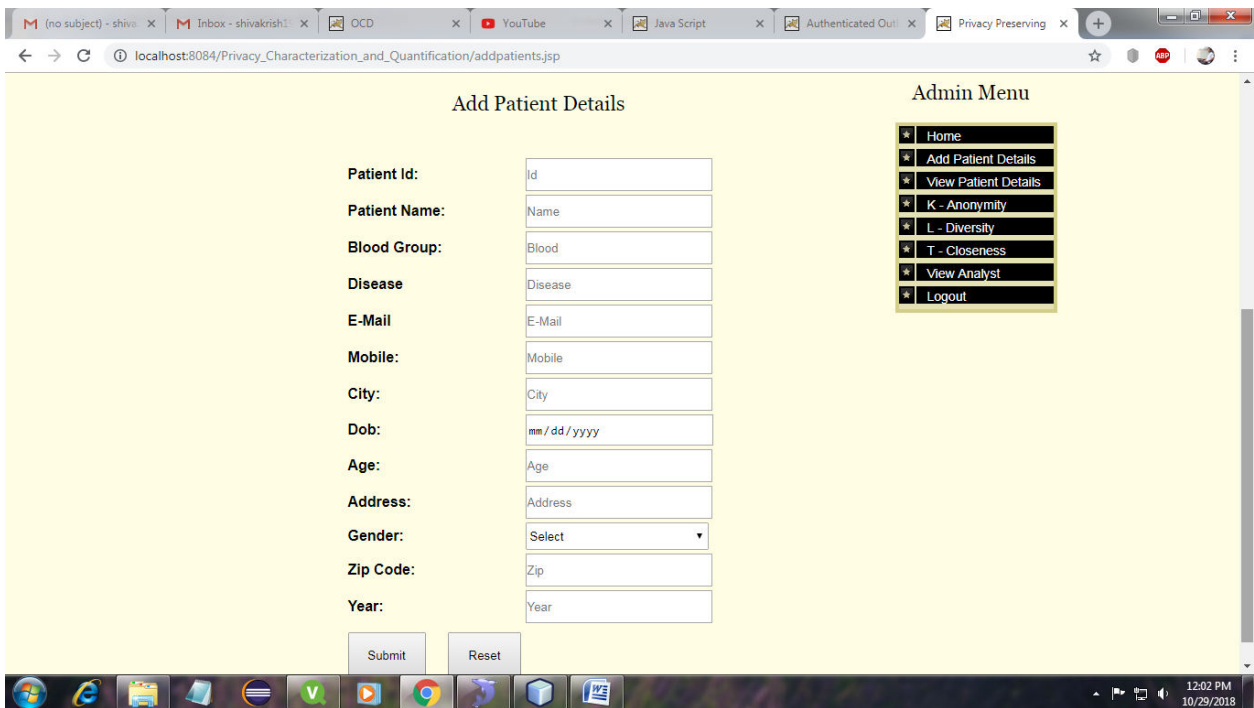 (no subject) - shiva
Inbox - shivakrish1
OCD
YouTube
Java Script
Authenticated Out
Privacy Preserving
localhost:8084/Privacy_Characterization_and_Quantification/addpatients.jsp
ABP
Add Patient Details
Patient Id: Id
Patient Name: Name
Blood Group: Blood
Disease Disease
E-Mail E-Mail
Mobile: Mobile
City: City
Dob: mm/dd/yyyy
Age: Age
Address: Address
Gender: Select
Zip Code: Zip
Year: Year
Submit Reset
Admin Menu
Home
Add Patient Details
View Patient Details
K - Anonymity
L - Diversity
T - Closeness
View Analyst
Logout
12:02 PM
10/29/2018